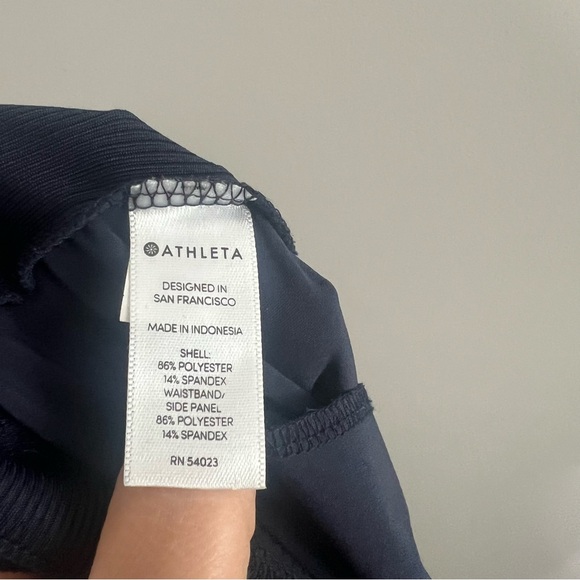 ATHLETA
DESIGNED IN
SAN FRANCISCO
MADE IN INDONESIA
SHELL:
86% POLYESTER
14% SPANDEX
WAISTBAND/
SIDE PANEL
86% POLYESTER
14% SPANDEX
RN 54023